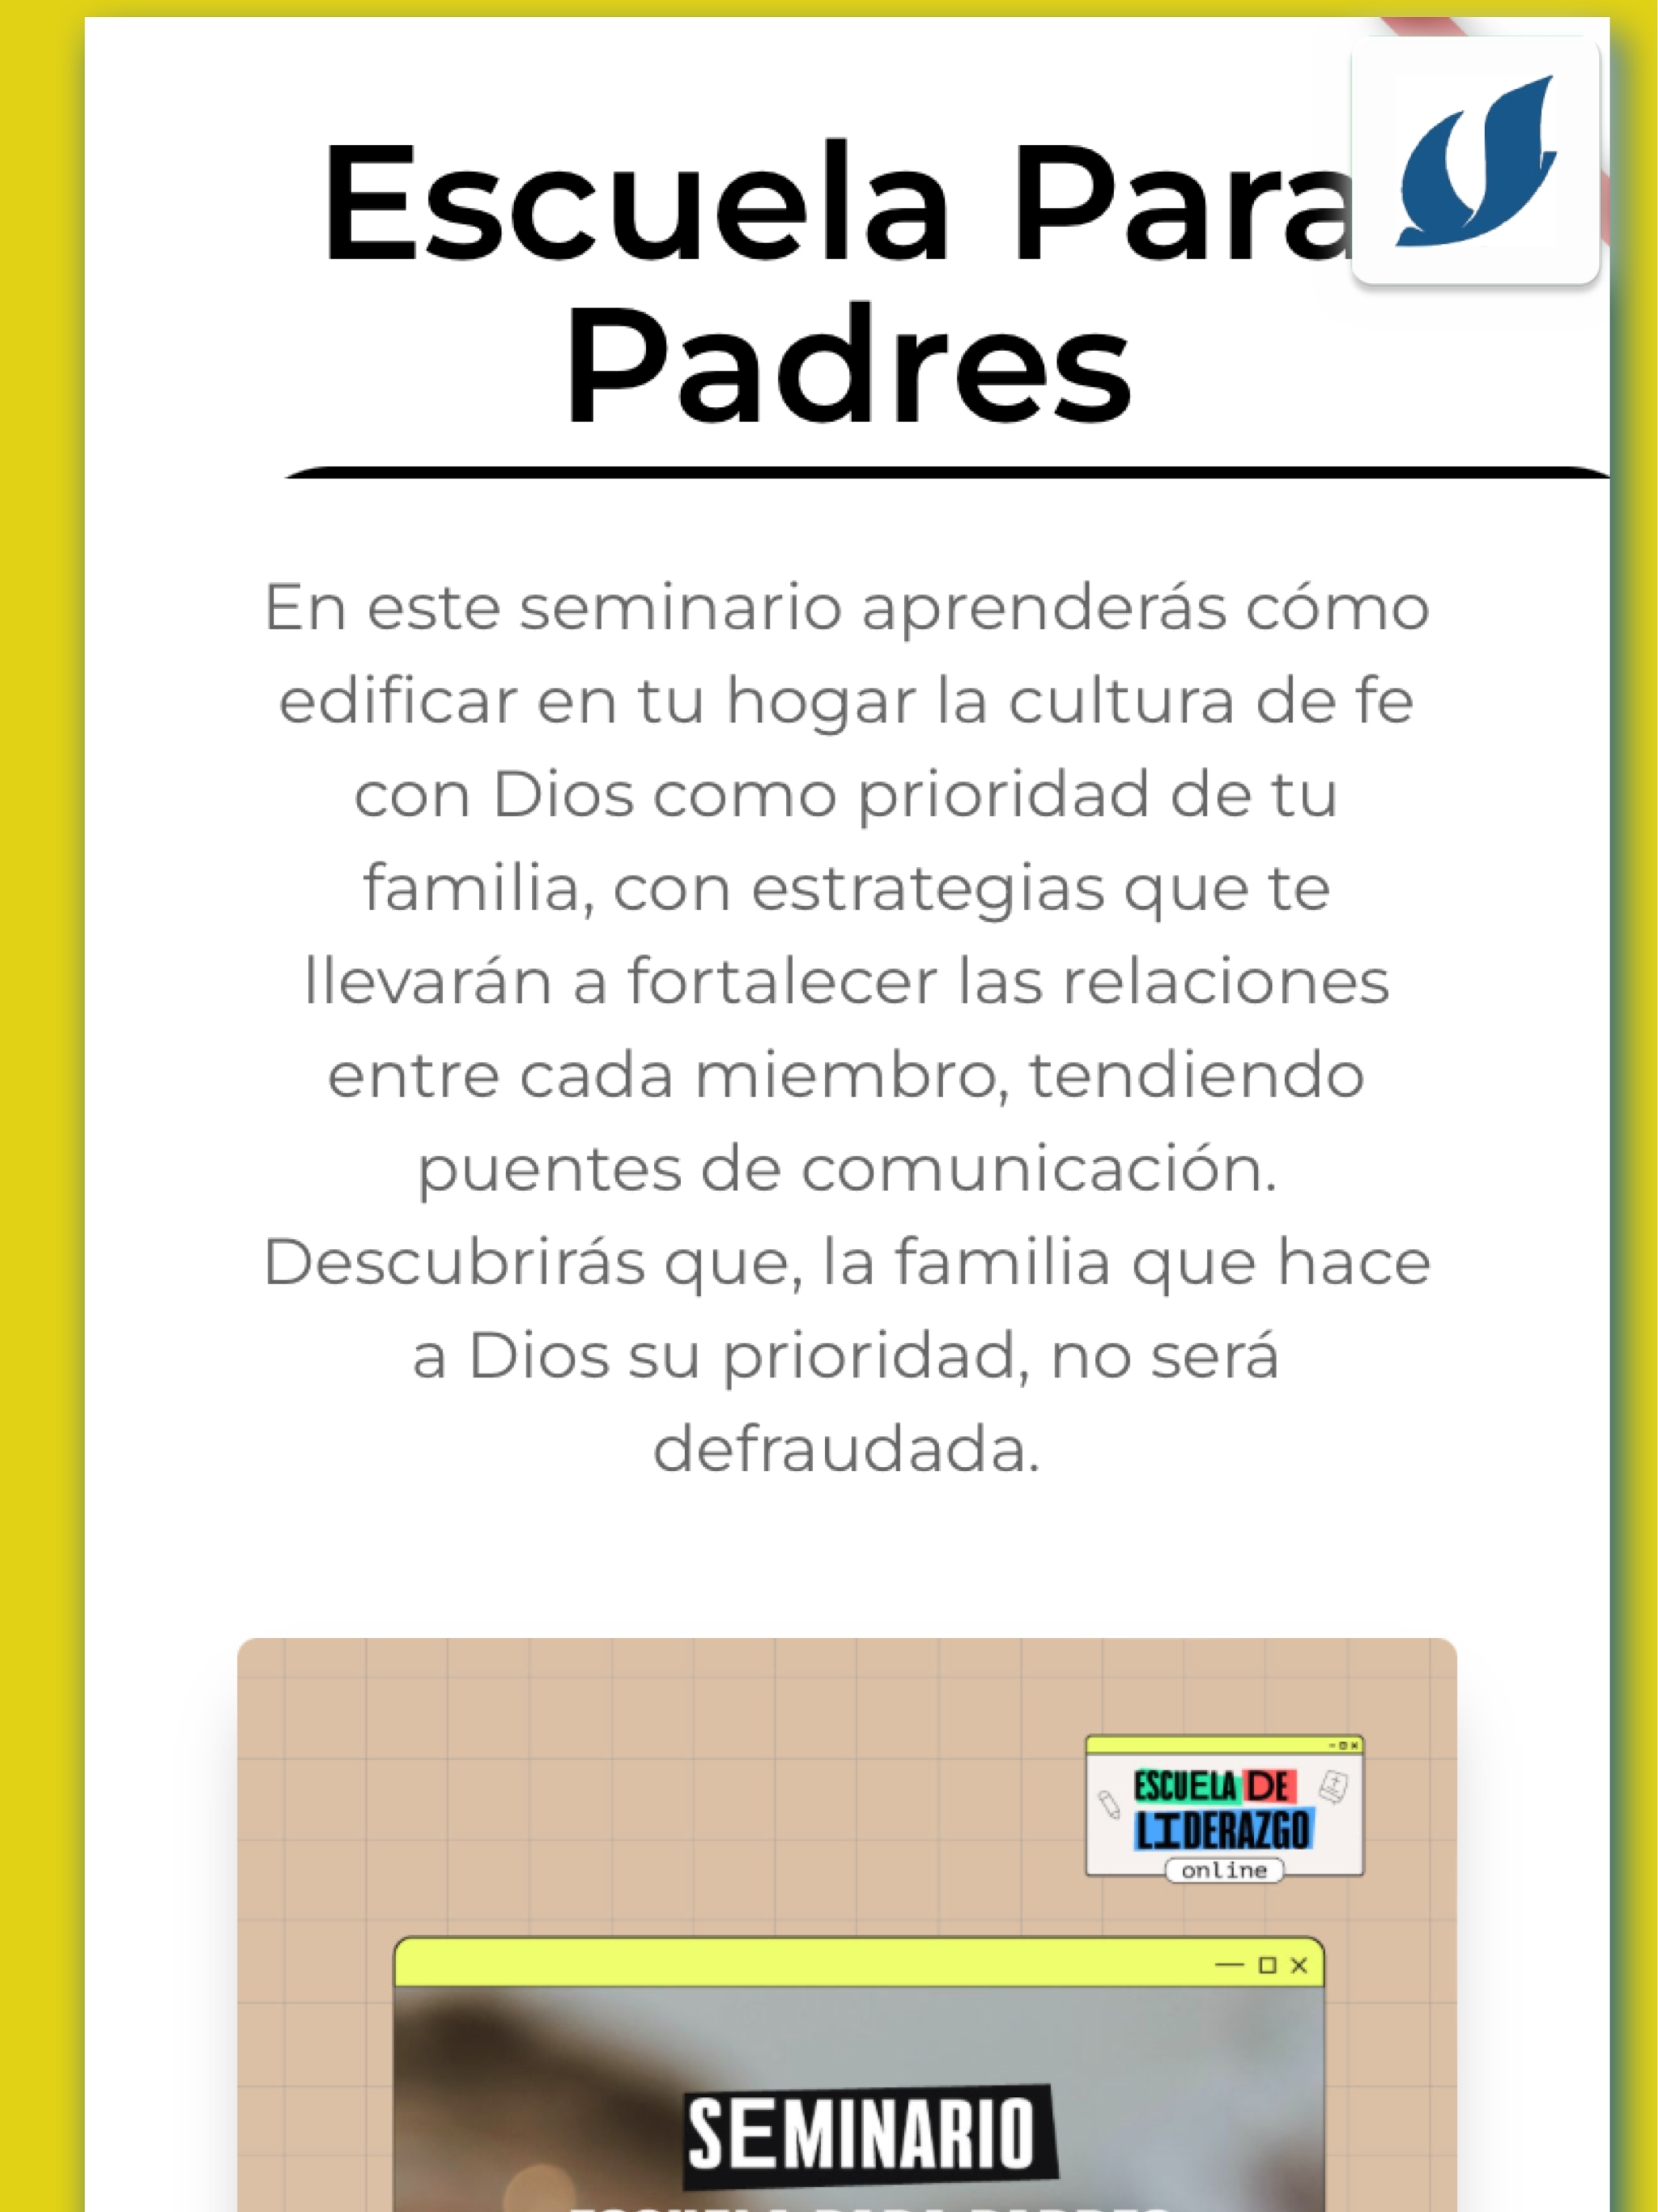 Escuela Para
Padres
En este seminario aprenderás cómo
edificar en tu hogar la cultura de fe
con Dios como prioridad de tu
familia, con estrategias que te
llevarán a fortalecer las relaciones
entre cada miembro, tendiendo
puentes de comunicación.
Descubrirás que, la familia que hace
a Dios su prioridad, no será
defraudada.
ESCUELA DE
LIDERAZGO
online
SEMINARIO